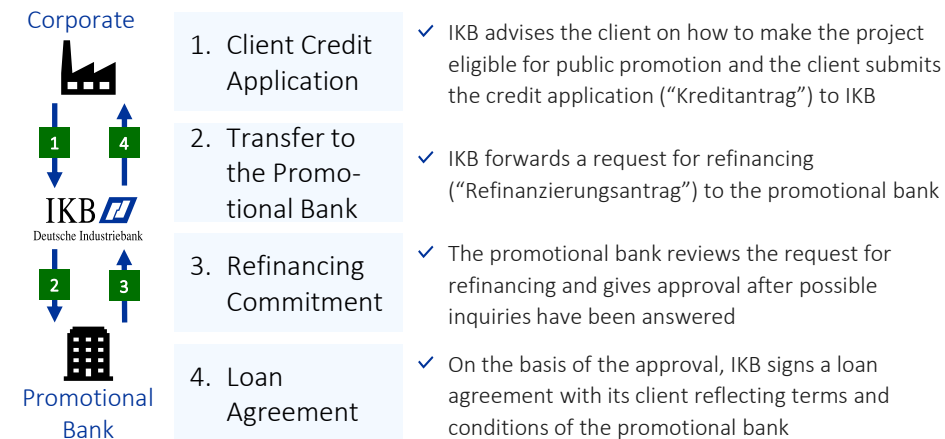 Corporate
1
4
IKB
Deutsche Industriebank
2
3
Promotional
Bank
1. Client Credit
Application
✓ IKB advises the client on how to make the project
eligible for public promotion and the client submits
the credit application (“Kreditantrag”) to IKB
2. Transfer to
the Promo-
tional Bank
✓ IKB forwards a request for refinancing
(“Refinanzierungsantrag”) to the promotional bank
3. Refinancing
Commitment
✓ The promotional bank reviews the request for
refinancing and gives approval after possible
inquiries have been answered
4. Loan
Agreement
✓ On the basis of the approval, IKB signs a loan
agreement with its client reflecting terms and
conditions of the promotional bank